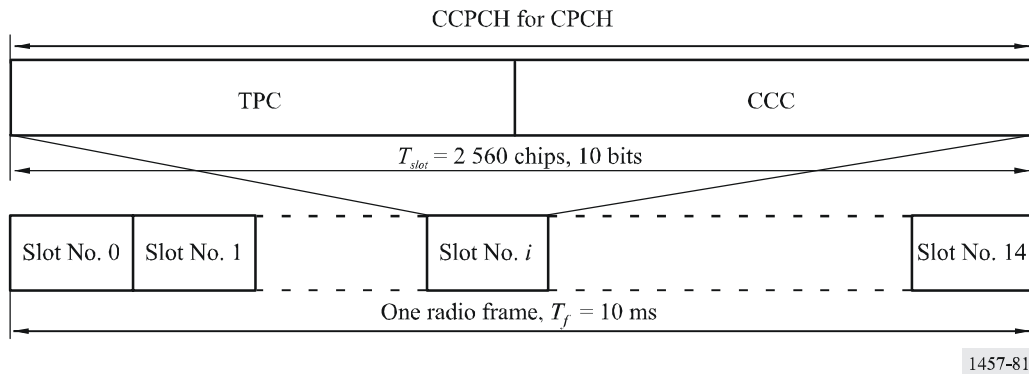 CCPCH for CPCH
TPC CCC
T_slot = 2 560 chips, 10 bits
Slot No. 0 Slot No. 1 Slot No. i Slot No. 14
One radio frame, T_f = 10 ms
1457-81